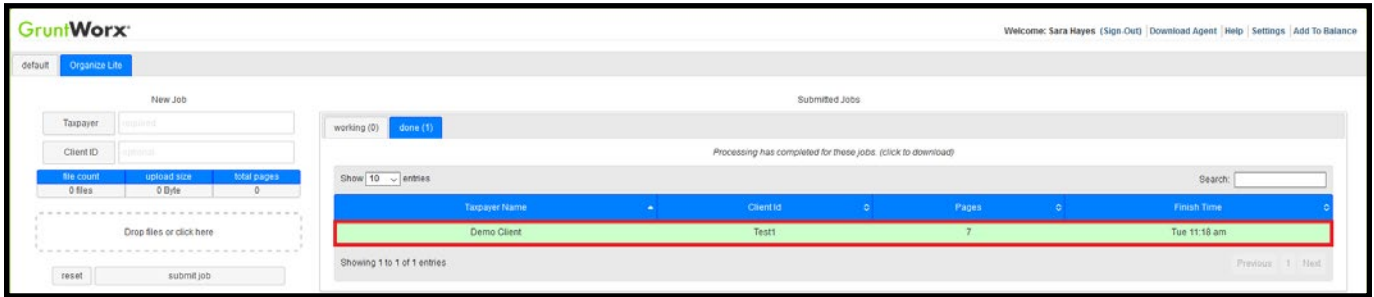 GruntWorx
Welcome: Sara Hayes (Sign-Out) Download Agent Help Settings Add To Balance
default Organize Lite
New Job
Taxpayer required
Client ID optional
file count upload size total pages
0 files 0 Byte 0
Drop files or click here
reset submit job
Submitted Jobs
working (0) done (1)
Processing has completed for these jobs. (click to download)
Show 10 entries Search:
Taxpayer Name Client Id Pages Finish Time
Demo Client Test1 7 Tue 11:18 am
Showing 1 to 1 of 1 entries Previous 1 Next